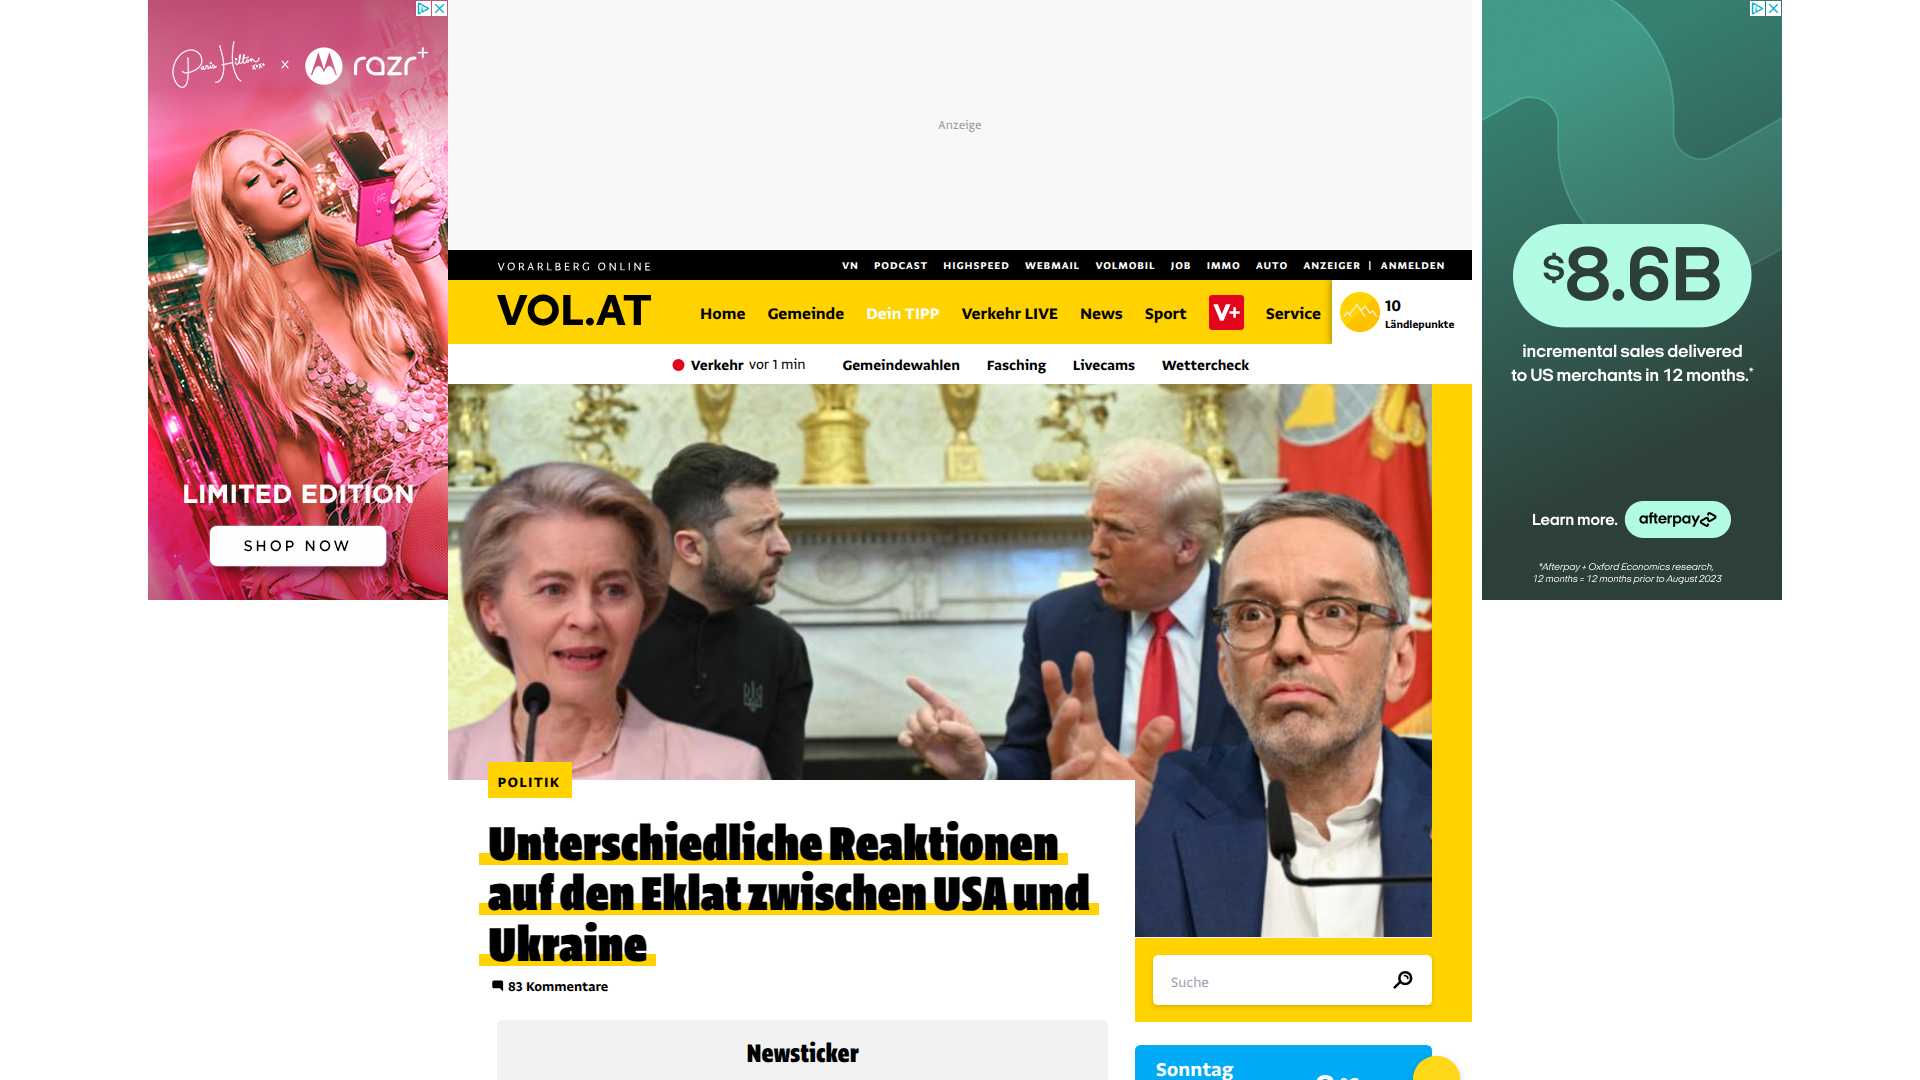 Paris Hilton x razr+
LIMITED EDITION
SHOP NOW
Anzeige
VORARLBERG ONLINE
VN PODCAST HIGHSPEED WEBMAIL VOLMOBIL JOB IMMO AUTO ANZEIGER | ANMELDEN
VOL.AT
Home Gemeinde Dein TIPP Verkehr LIVE News Sport V+ Service
10
Ländlepunkte
Verkehr vor 1 min Gemeindewahlen Fasching Livecams Wettercheck
POLITIK
Unterschiedliche Reaktionen
auf den Eklat zwischen USA und
Ukraine
83 Kommentare
Newsticker
Suche
Sonntag
$8.6B
incremental sales delivered
to US merchants in 12 months.*
Learn more. afterpay
*Afterpay + Oxford Economics research,
12 months = 12 months prior to August 2023